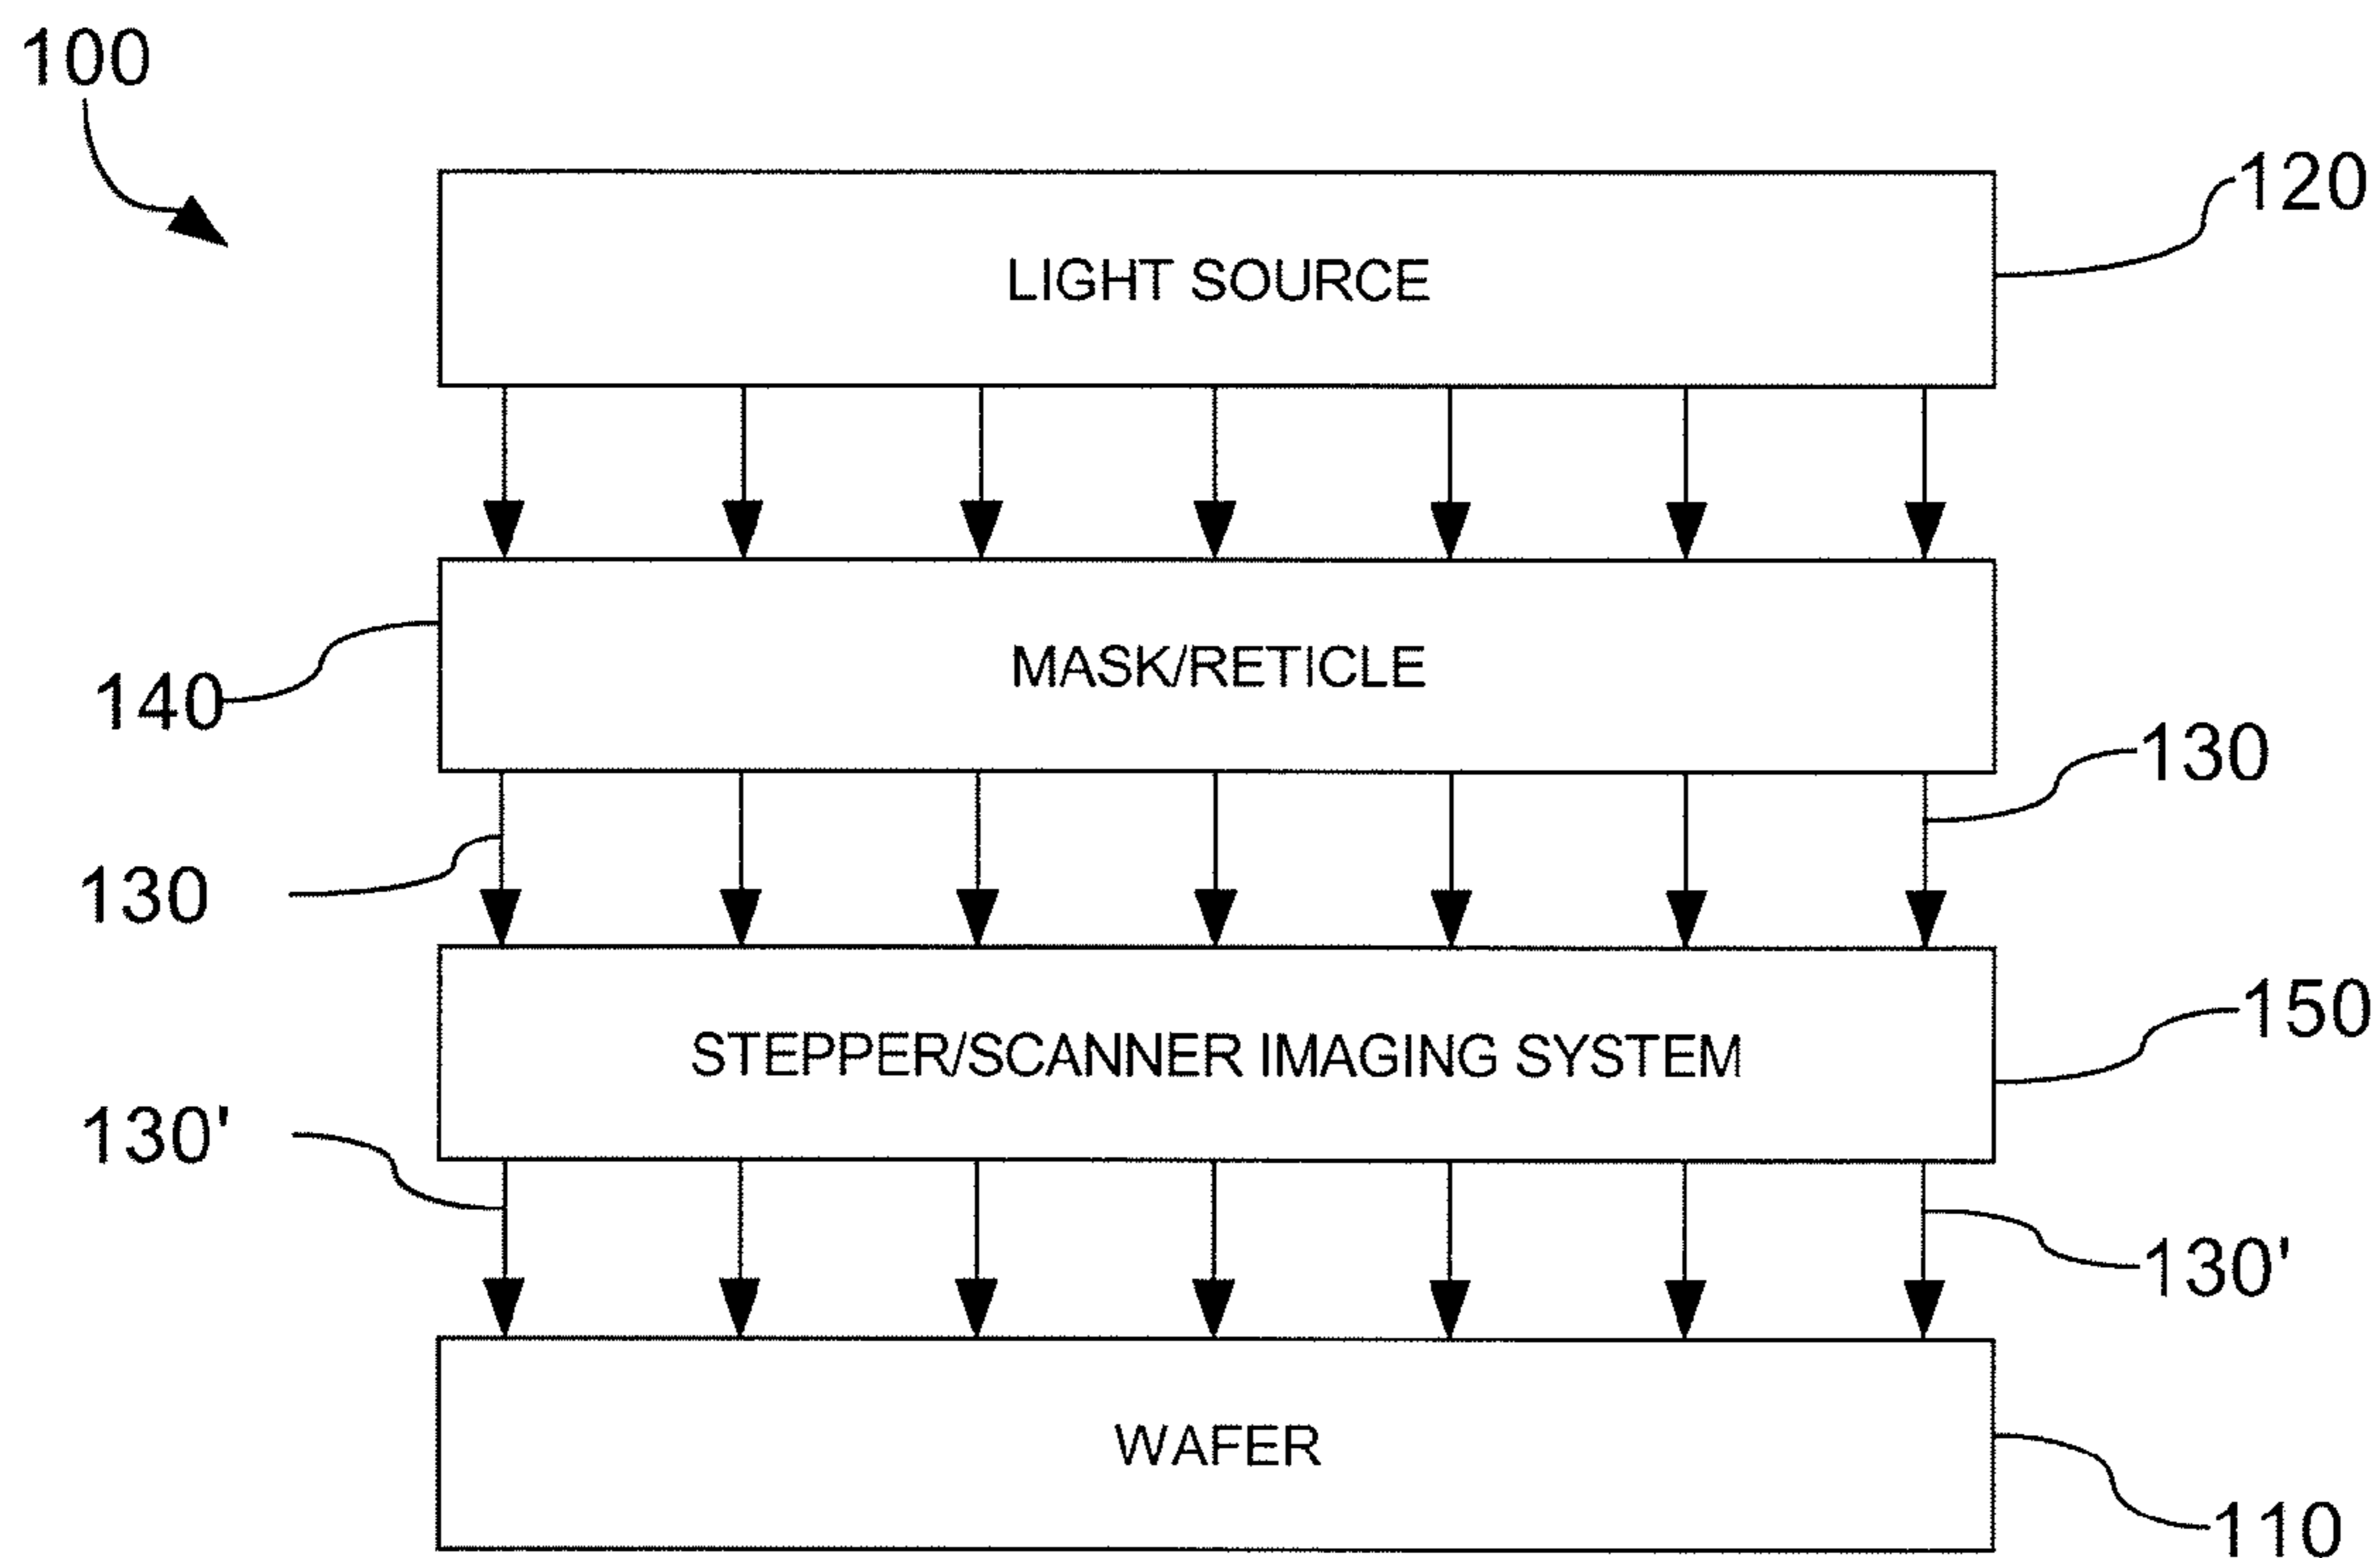 100
120
LIGHT SOURCE
MASK/RETICLE
140
130
130
150
STEPPER/SCANNER IMAGING SYSTEM
130'
130'
WAFER
110